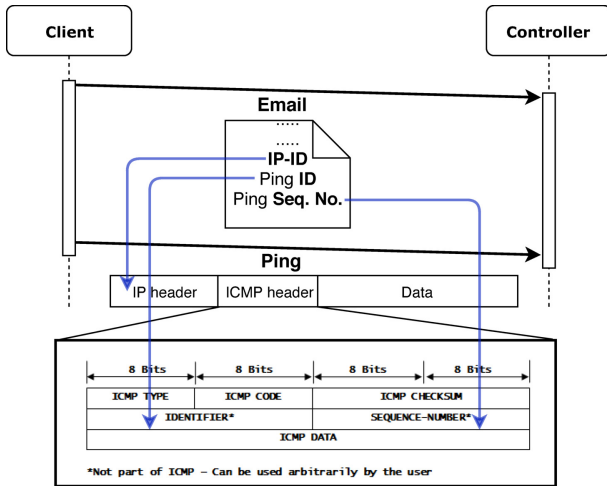 Client
Controller
Email
.....
.....
IP-ID
Ping ID
Ping Seq. No.
Ping
IP header
ICMP header
Data
8 Bits
8 Bits
8 Bits
8 Bits
ICMP TYPE
ICMP CODE
ICMP CHECKSUM
IDENTIFIER*
SEQUENCE-NUMBER*
ICMP DATA
*Not part of ICMP – Can be used arbitrarily by the user